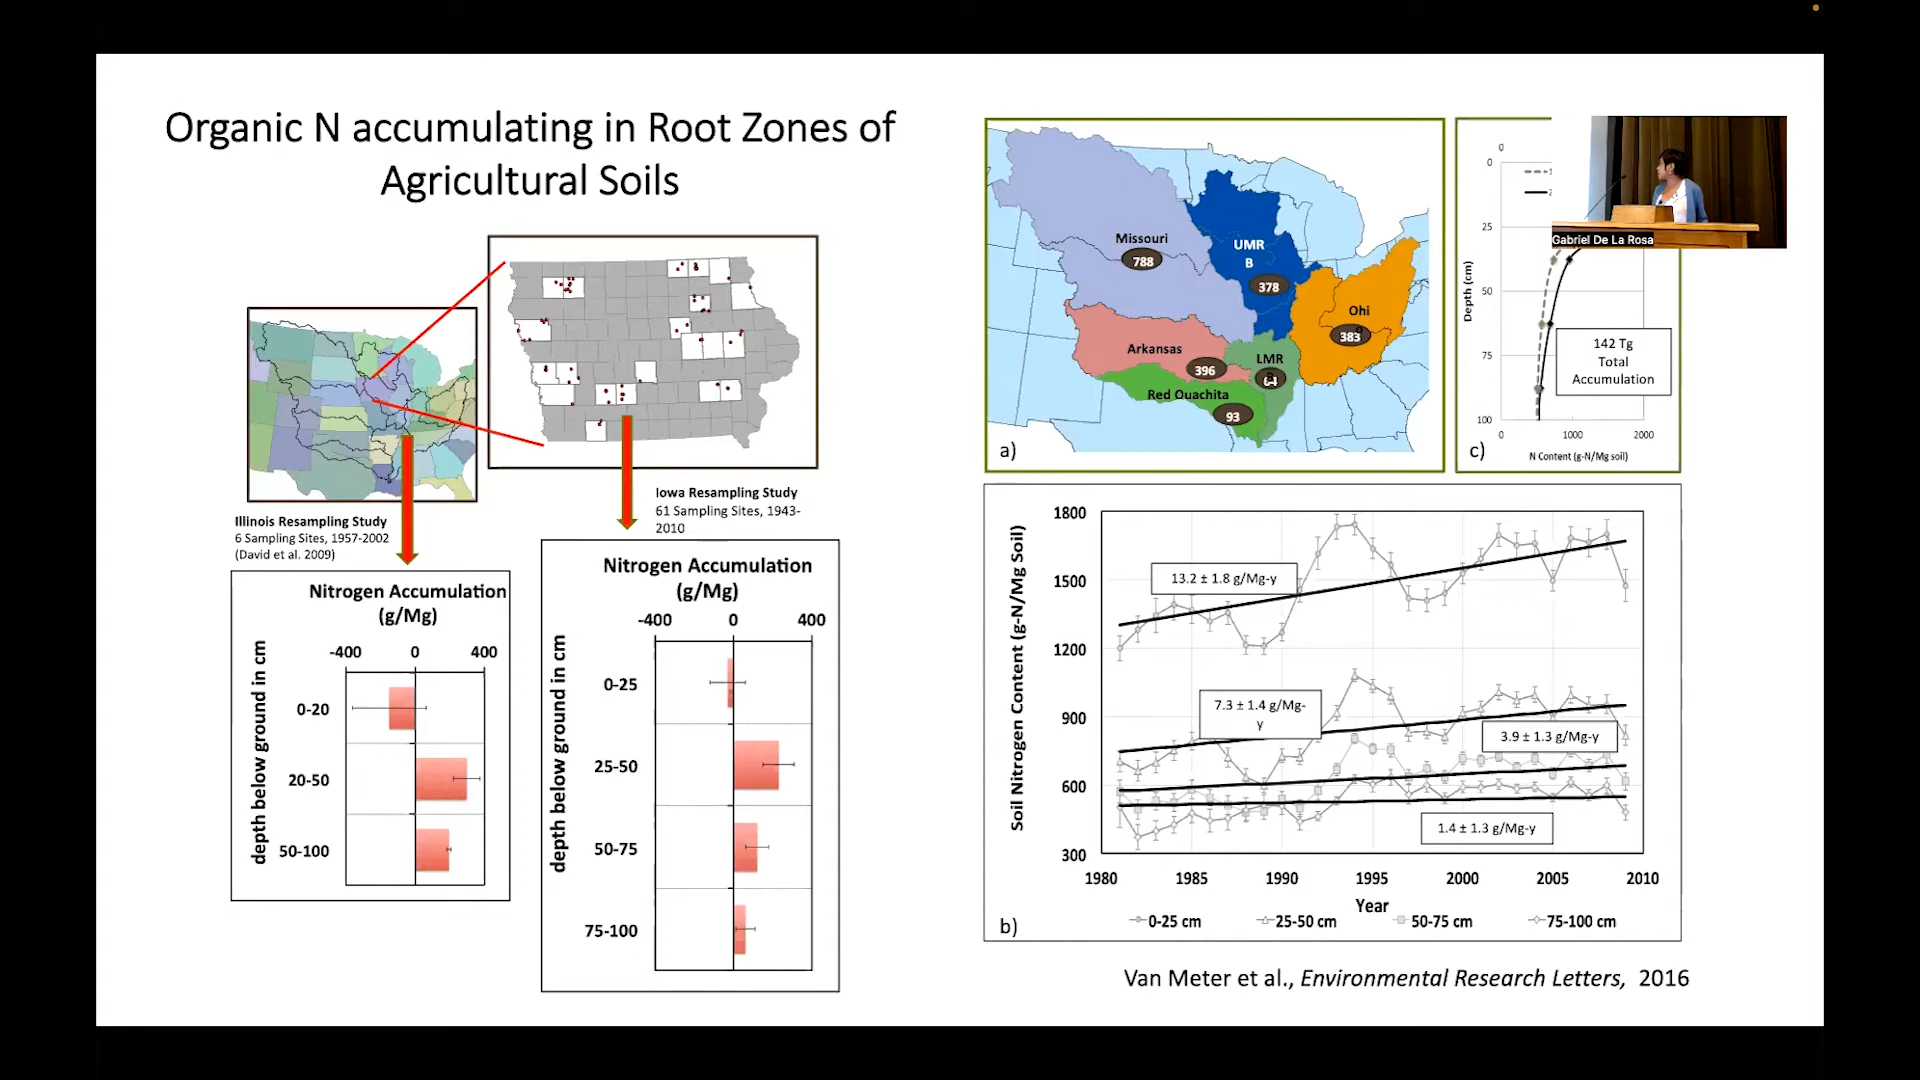 Organic N accumulating in Root Zones of
Agricultural Soils
Illinois Resampling Study
6 Sampling Sites, 1957-2002
(David et al. 2009)
Iowa Resampling Study
61 Sampling Sites, 1943-
2010
Nitrogen Accumulation
(g/Mg)
-400 0 400
depth below ground in cm
0-20
20-50
50-100
Nitrogen Accumulation
(g/Mg)
-400 0 400
depth below ground in cm
0-25
25-50
50-75
75-100
Missouri
788
UMR
B
378
Ohi
o
383
Arkansas
396
LMR
Red Ouachita
93
a)
0
0
25
50
75
100
Depth (cm)
Gabriel De La Rosa
142 Tg
Total
Accumulation
0 1000 2000
N Content (g-N/Mg soil)
c)
Soil Nitrogen Content (g-N/Mg Soil)
1800
1500
1200
900
600
300
13.2 ± 1.8 g/Mg-y
7.3 ± 1.4 g/Mg-
y
3.9 ± 1.3 g/Mg-y
1.4 ± 1.3 g/Mg-y
1980 1985 1990 1995 2000 2005 2010
Year
0-25 cm 25-50 cm 50-75 cm 75-100 cm
b)
Van Meter et al., Environmental Research Letters, 2016